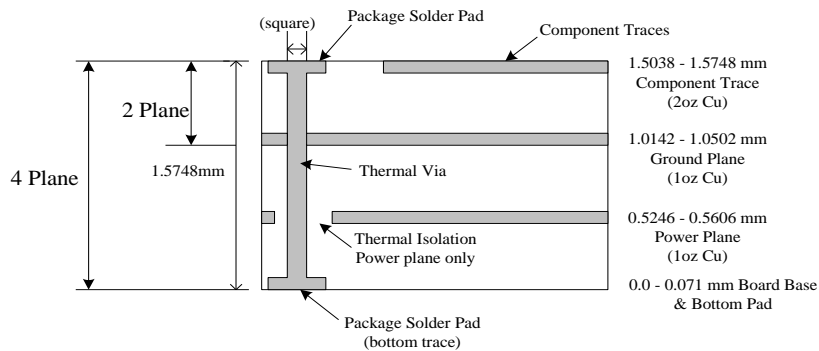 (square)
Package Solder Pad
Component Traces
1.5038 - 1.5748 mm
Component Trace
(2oz Cu)
2 Plane
1.0142 - 1.0502 mm
Ground Plane
(1oz Cu)
4 Plane
1.5748mm
Thermal Via
0.5246 - 0.5606 mm
Power Plane
(1oz Cu)
Thermal Isolation
Power plane only
0.0 - 0.071 mm Board Base
& Bottom Pad
Package Solder Pad
(bottom trace)